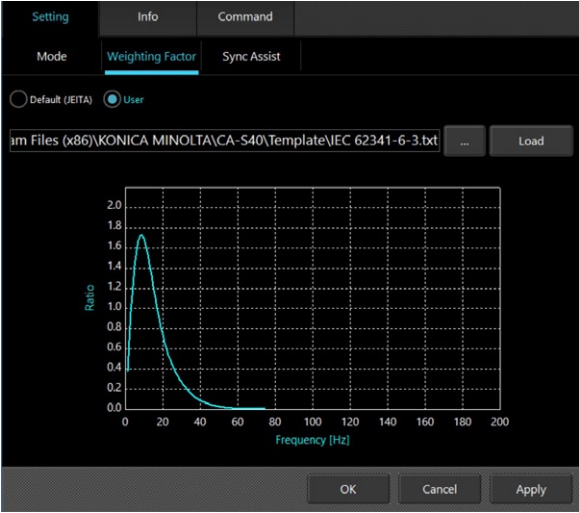 Setting Info Command
Mode Weighting Factor Sync Assist
Default (JEITA) User
am Files (x86)\KONICA MINOLTA\CA-S40\Template\IEC 62341-6-3.txt ... Load
2.0
1.8
1.6
1.4
1.2
1.0
0.8
0.6
0.4
0.2
0.0
Ratio
0 20 40 60 80 100 120 140 160 180 200
Frequency [Hz]
OK Cancel Apply